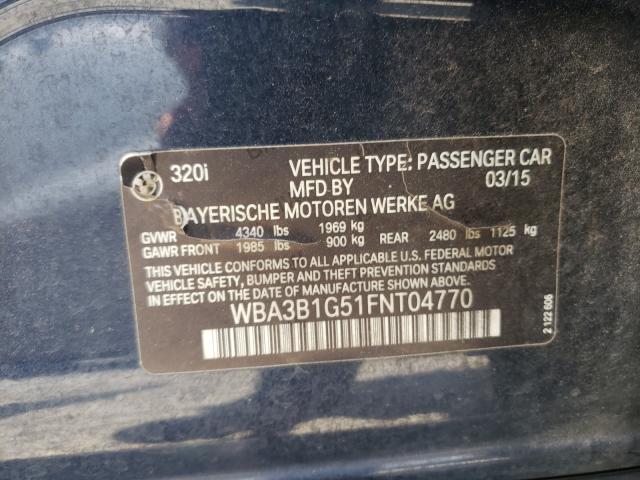 320i VEHICLE TYPE: PASSENGER CAR
MFD BY 03/15
BAYERISCHE MOTOREN WERKE AG
GVWR 4340 lbs 1969 kg
GAWR FRONT 1985 lbs 900 kg REAR 2480 lbs 1125 kg
THIS VEHICLE CONFORMS TO ALL APPLICABLE U.S. FEDERAL MOTOR
VEHICLE SAFETY, BUMPER, AND THEFT PREVENTION STANDARDS
IN EFFECT ON THE DATE OF MANUFACTURE SHOWN ABOVE.
WBA3B1G51FNT04770
2 122 606